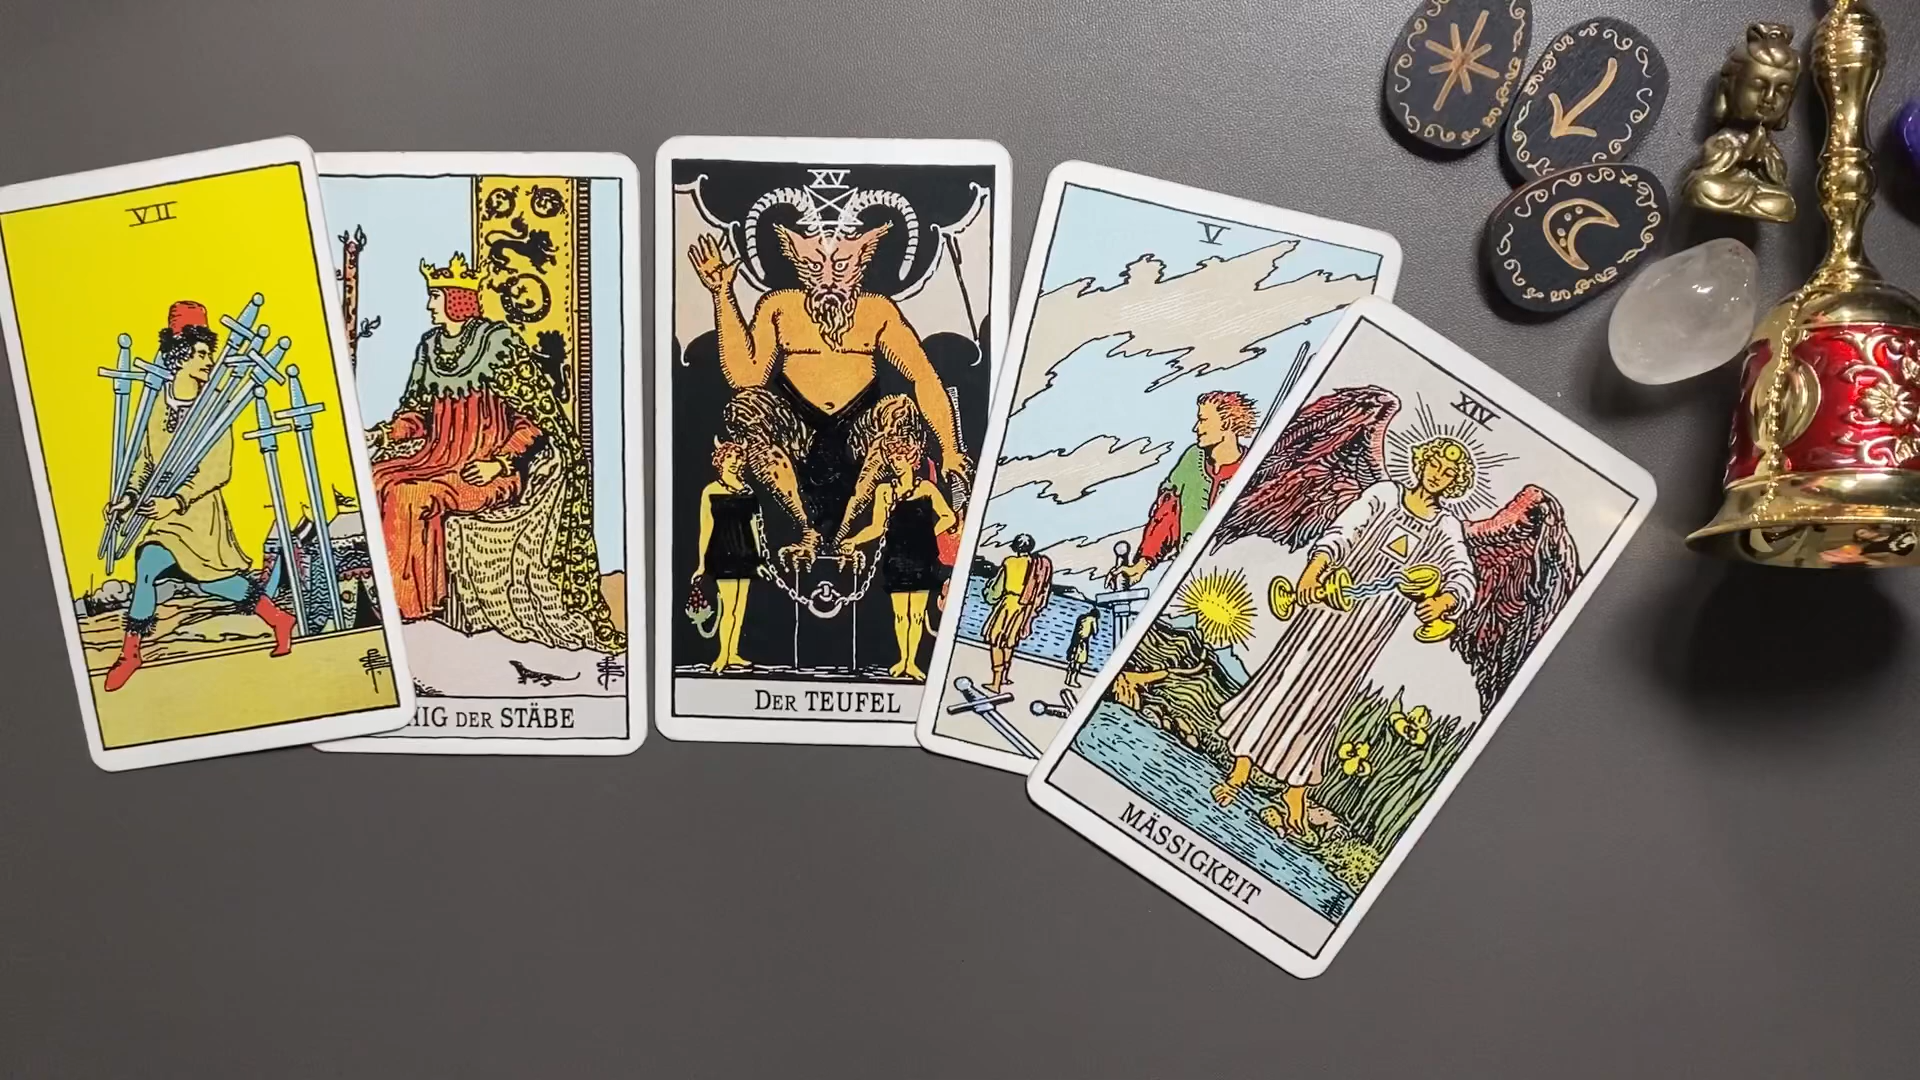 VII
HIG DER STÄBE
XV
DER TEUFEL
V
XIV
MÄSSIGKEIT